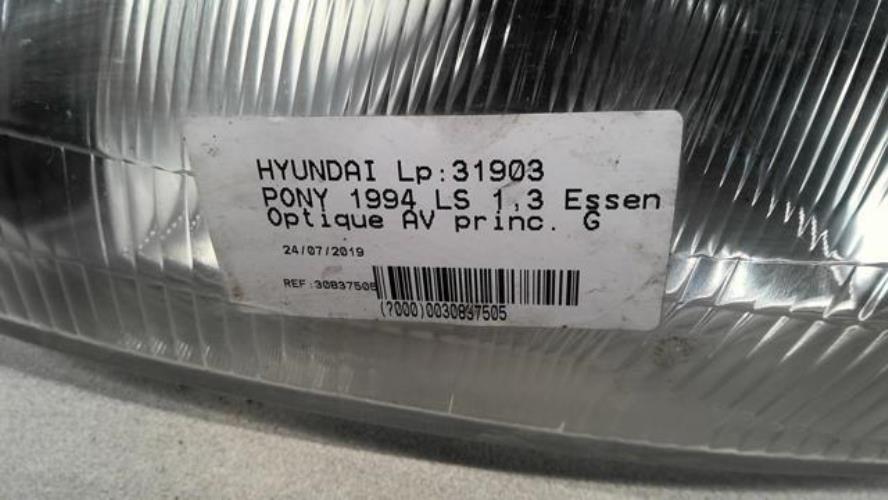 HYUNDAI Lp:31903
PONY 1994 LS 1,3 Essen
Optique AV princ. G
24/07/2019
REF:30837505
(7000)0030837505